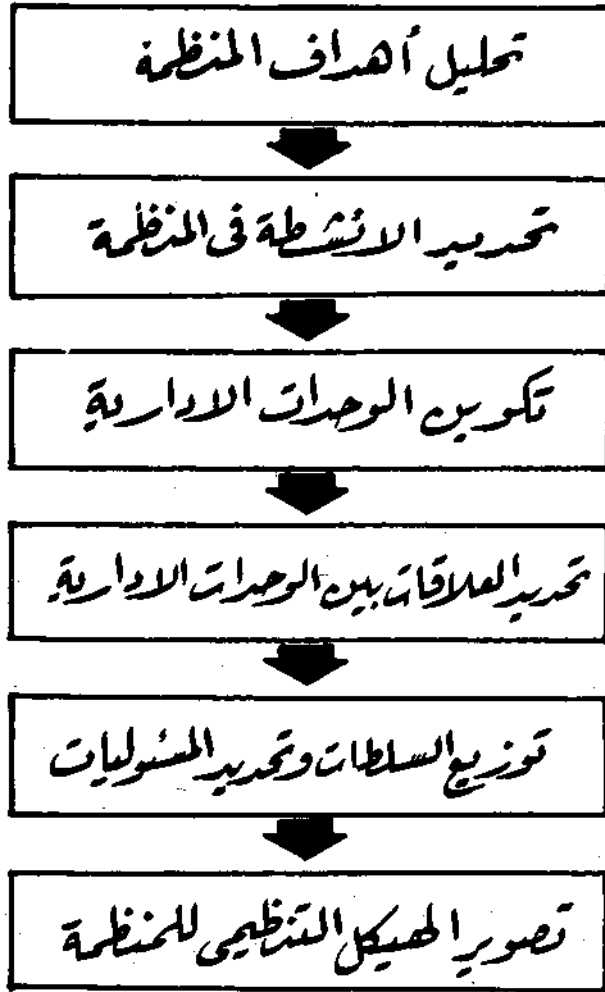 تحليل أهداف المنظمة
تحديد الانشطة فى المنظمة
تكوين الوحدات الادارية
تحديد العلاقات بين الوحدات الادارية
توزيع السلطات وتحديد المسئوليات
تصوير الهيكل التنظيمى للمنظمة